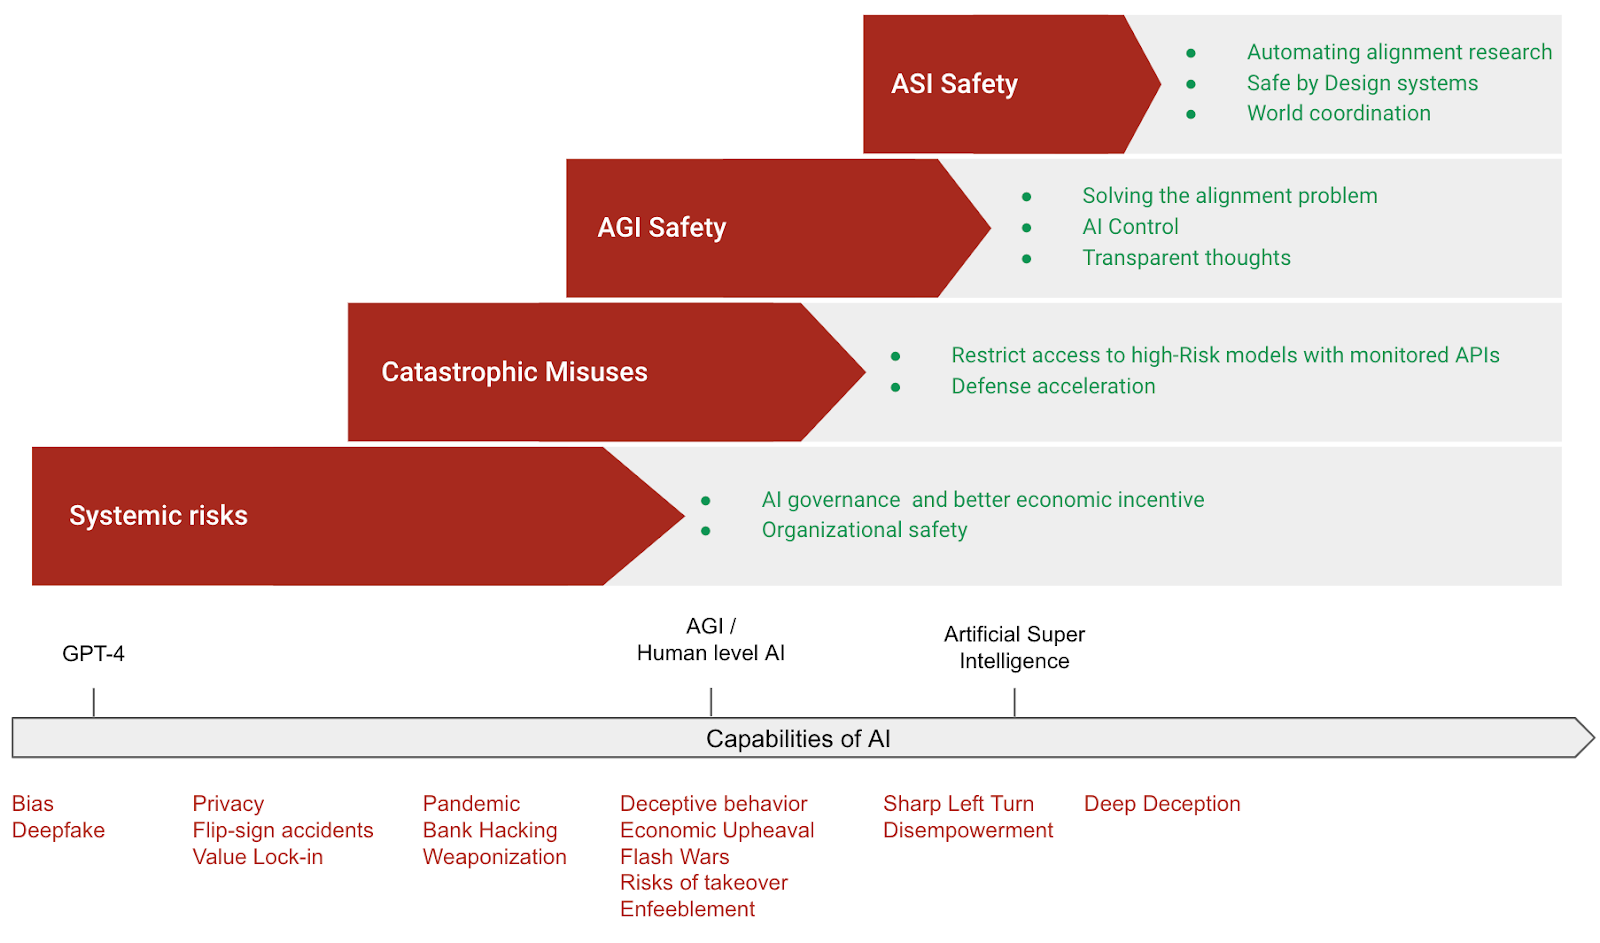 ASI Safety
Automating alignment research
Safe by Design systems
World coordination
AGI Safety
Solving the alignment problem
AI Control
Transparent thoughts
Catastrophic Misuses
Restrict access to high-Risk models with monitored APIs
Defense acceleration
Systemic risks
AI governance  and better economic incentive
Organizational safety
GPT-4
AGI /
Human level AI
Artificial Super
Intelligence
Capabilities of AI
Bias
Deepfake
Privacy
Flip-sign accidents
Value Lock-in
Pandemic
Bank Hacking
Weaponization
Deceptive behavior
Economic Upheaval
Flash Wars
Risks of takeover
Enfeeblement
Sharp Left Turn
Disempowerment
Deep Deception